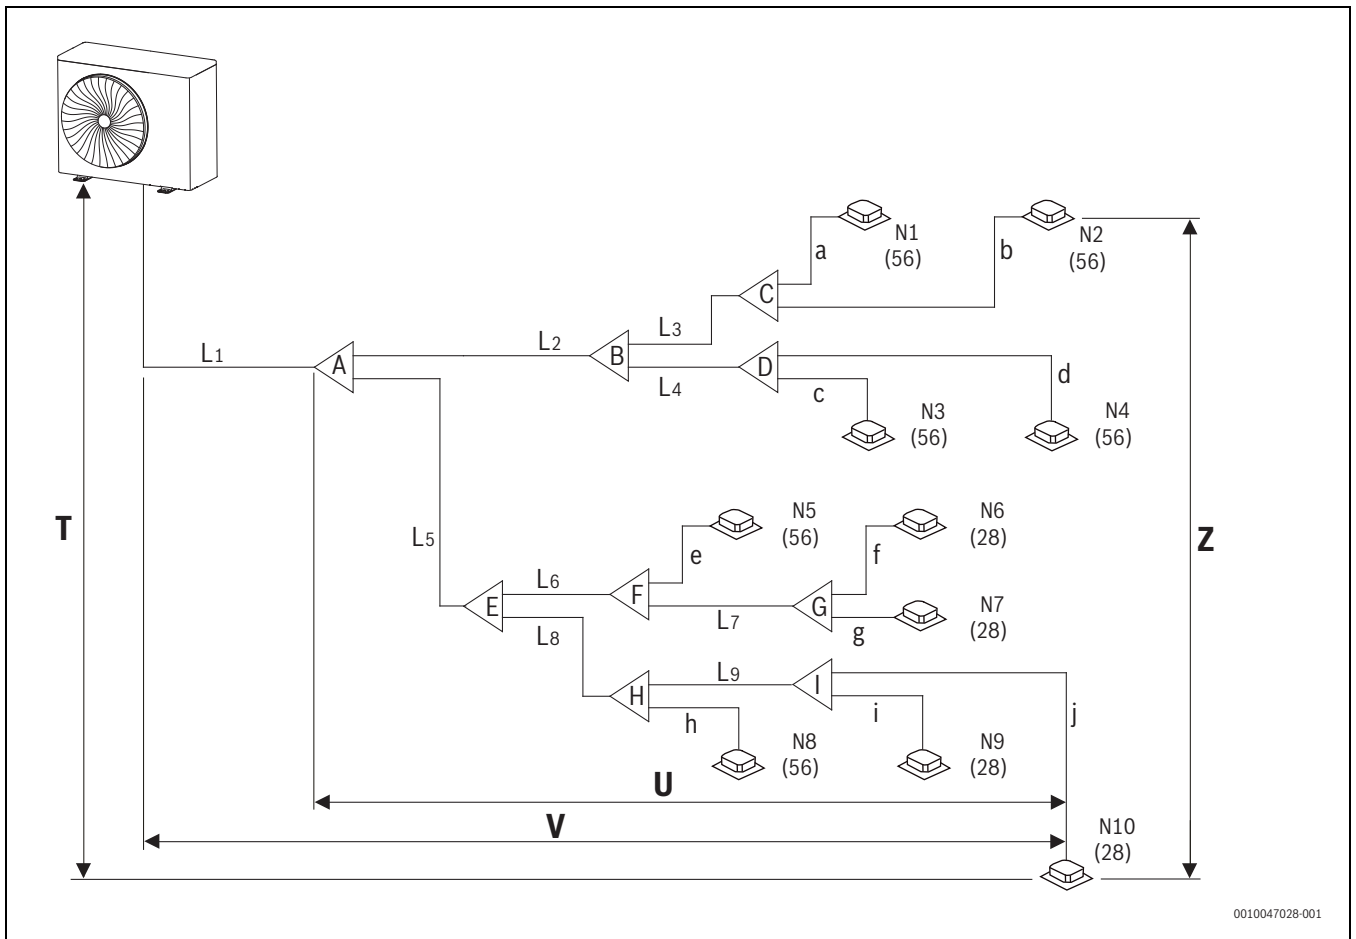 N1
(56)
N2
(56)
a
b
C
L3
L1
A
L2
B
L4
D
d
c
N3
(56)
N4
(56)
T
L5
N5
(56)
e
N6
(28)
f
Z
L6
F
E
L7
G
N7
(28)
g
L8
L9
I
H
h
i
j
N8
(56)
N9
(28)
U
V
N10
(28)
0010047028-001